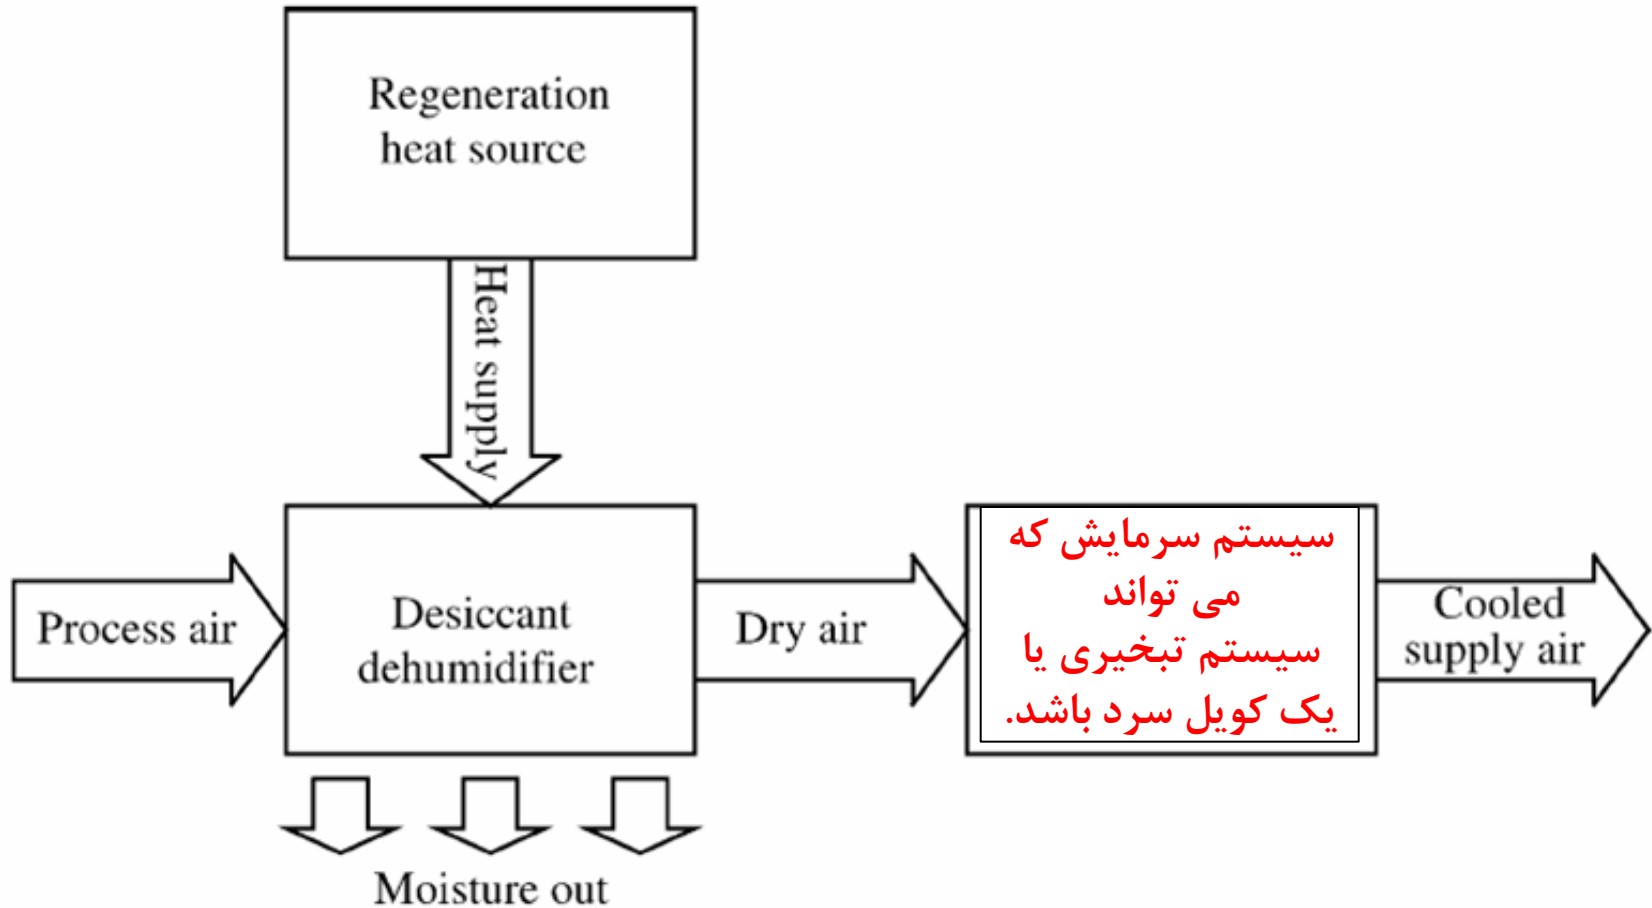 Regeneration
heat source
Heat supply
Process air
Desiccant
dehumidifier
Dry air
سیستم سرمایش که
می تواند
سیستم تبخیری یا
یک کویل سرد باشد.
Cooled
supply air
Moisture out